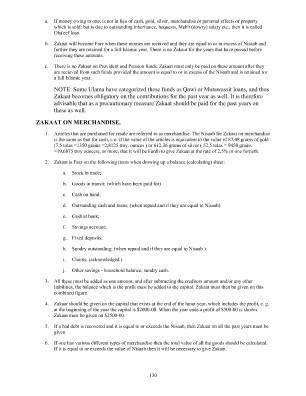 a. If money owing to one, is not in lieu of cash, gold, silver, merchandise or personal effects or property
which is sold; but is due to outstanding inheritance, bequests, Mahr (dowry) salary etc., then it is called
Dha'eef loan.
b. Zakaat will become Farz when these monies are received and they are equal to or in excess of Nisaab and
further they are retained for a full Islamic year. There is no Zakaat for the years that have passed before
receiving these amounts.
c. There is no Zakaat on Provident and Pension funds. Zakaat must only be paid on these amount after they
are received from such funds provided the amount is equal to or in excess of the Nisaab and is retained for
a full Islamic year.
NOTE: Some Ulama have categorized these funds as Qawi or Mutawassit loans, and thus
Zakaat becomes obligatory on the contributions for the past year as well. It is therefore
advisable that as a precautionary measure Zakaat should be paid for the past years on
these as well.
ZAKAAT ON MERCHANDISE.
1. Articles that are purchased for resale are referred to as merchandise. The Nisaab for Zakaat on merchandise
is the same as that for cash, i. e. if the value of the articles is equivalent to the value of 87.48 grams of gold
(7,5 tolas =1350 grains =2,8125 troy. ounces ) or 612,36 grams of silver ( 52,5 tolas = 9450 grains
=19,6875 troy ounces), or more, that it will be Fardh to give Zakaat at the rate of 2,5% or one fortieth.
2. Zakaat is Farz on the following items when drawing up a balance (calculating) sheet:
a. Stock in trade;
b. Goods in transit; (which have been paid for)
c. Cash on hand;
d. Outstanding cash and loans; (when repaid and if they are equal to Nisaab)
e. Cash at bank;
f. Savings account;
g. Fixed deposits;
h. Sundry outstanding; (when repaid and if they are equal to Nisaab )
i. Claims; (acknowledged )
j. Other savings - household balance, sundry cash.
3. All these must be added as one amount, and after subtracting the creditors amount and/or any other
liabilities, the balance which is the profit must be added to the capital. Zakaat must then be given on this
combined figure.
4. Zakaat should be given on the capital that exists at the end of the lunar year, which includes the profit, e. g.
at the beginning of the year the capital is $2000-00. When the year ends a profit of $500-00 is shown.
Zakaat must be given on $2500-00.
5. If a bad debt is recovered and it is equal to or exceeds the Nisaab, then Zakaat on all the past years must be
given.
6. If one has various different types of merchandise then the total value of all the goods should be calculated.
If it is equal to or exceeds the value of Nisaab then it will be necessary to give Zakaat.
130